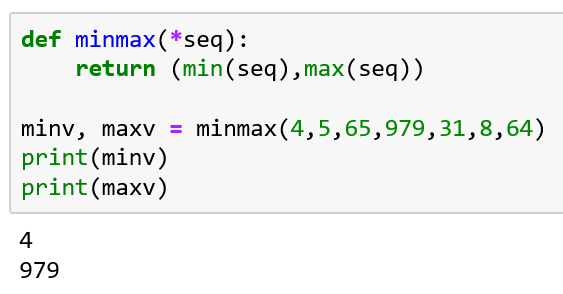 def minmax(*seq):
    return (min(seq),max(seq))

minv, maxv = minmax(4,5,65,979,31,8,64)
print(minv)
print(maxv)
4
979